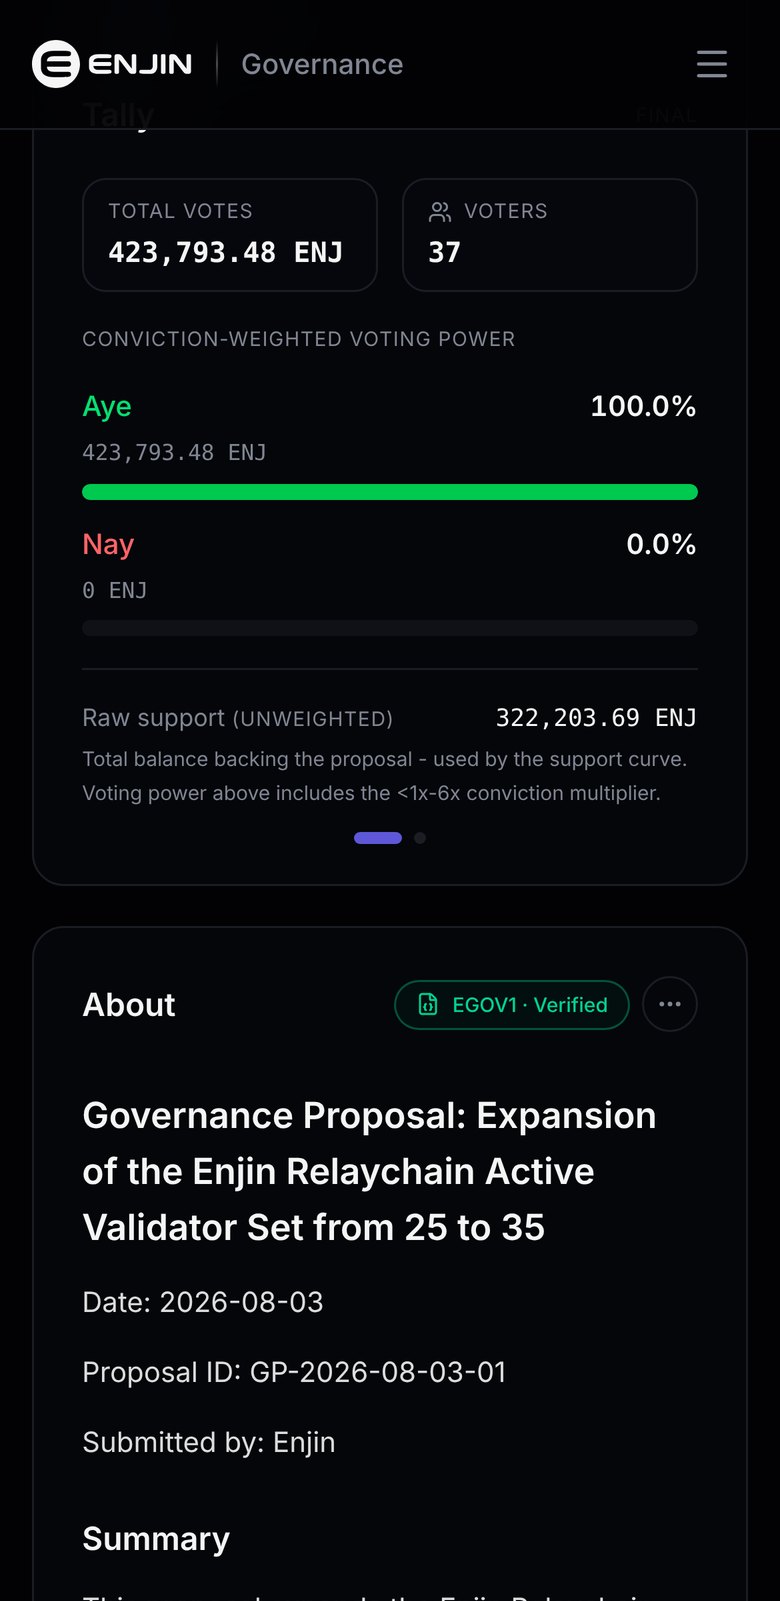 ENJIN Governance
Tally FINAL
TOTAL VOTES
423,793.48 ENJ
VOTERS
37
CONVICTION-WEIGHTED VOTING POWER
Aye 100.0%
423,793.48 ENJ
Nay 0.0%
0 ENJ
Raw support (UNWEIGHTED) 322,203.69 ENJ
Total balance backing the proposal - used by the support curve.
Voting power above includes the <1x-6x conviction multiplier.
About EGOV1 · Verified
Governance Proposal: Expansion
of the Enjin Relaychain Active
Validator Set from 25 to 35
Date: 2026-08-03
Proposal ID: GP-2026-08-03-01
Submitted by: Enjin
Summary